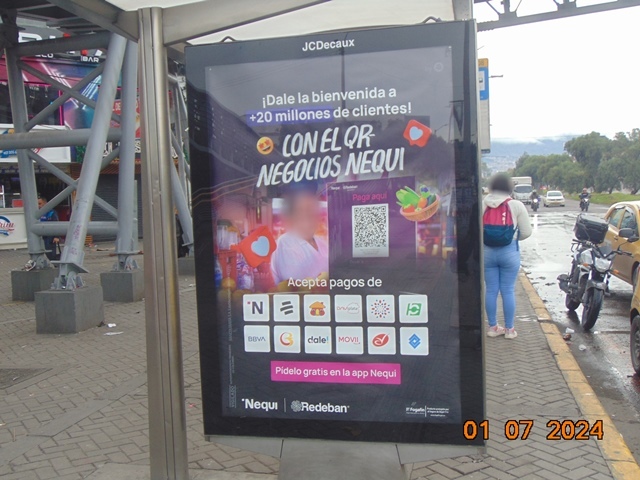 JCDecaux
¡Dale la bienvenida a
+20 millones de clientes!
CON EL QR
NEGOCIOS NEQUI
Paga aquí
Acepta pagos de
N
BBVA
dale!
MOVII
Pídelo gratis en la app Nequi
Nequi
Redeban
BAR
01 07 2024